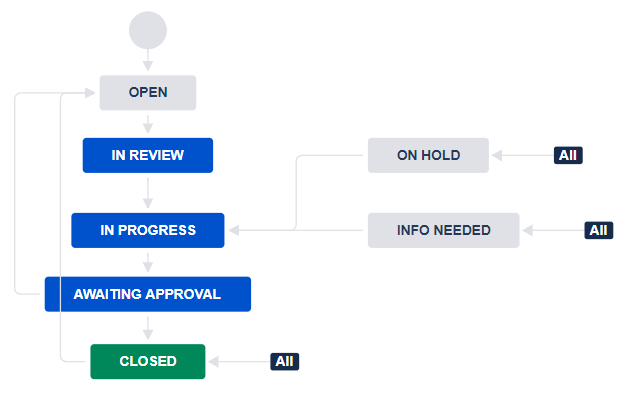 OPEN
IN REVIEW
ON HOLD
All
IN PROGRESS
INFO NEEDED
All
AWAITING APPROVAL
CLOSED
All